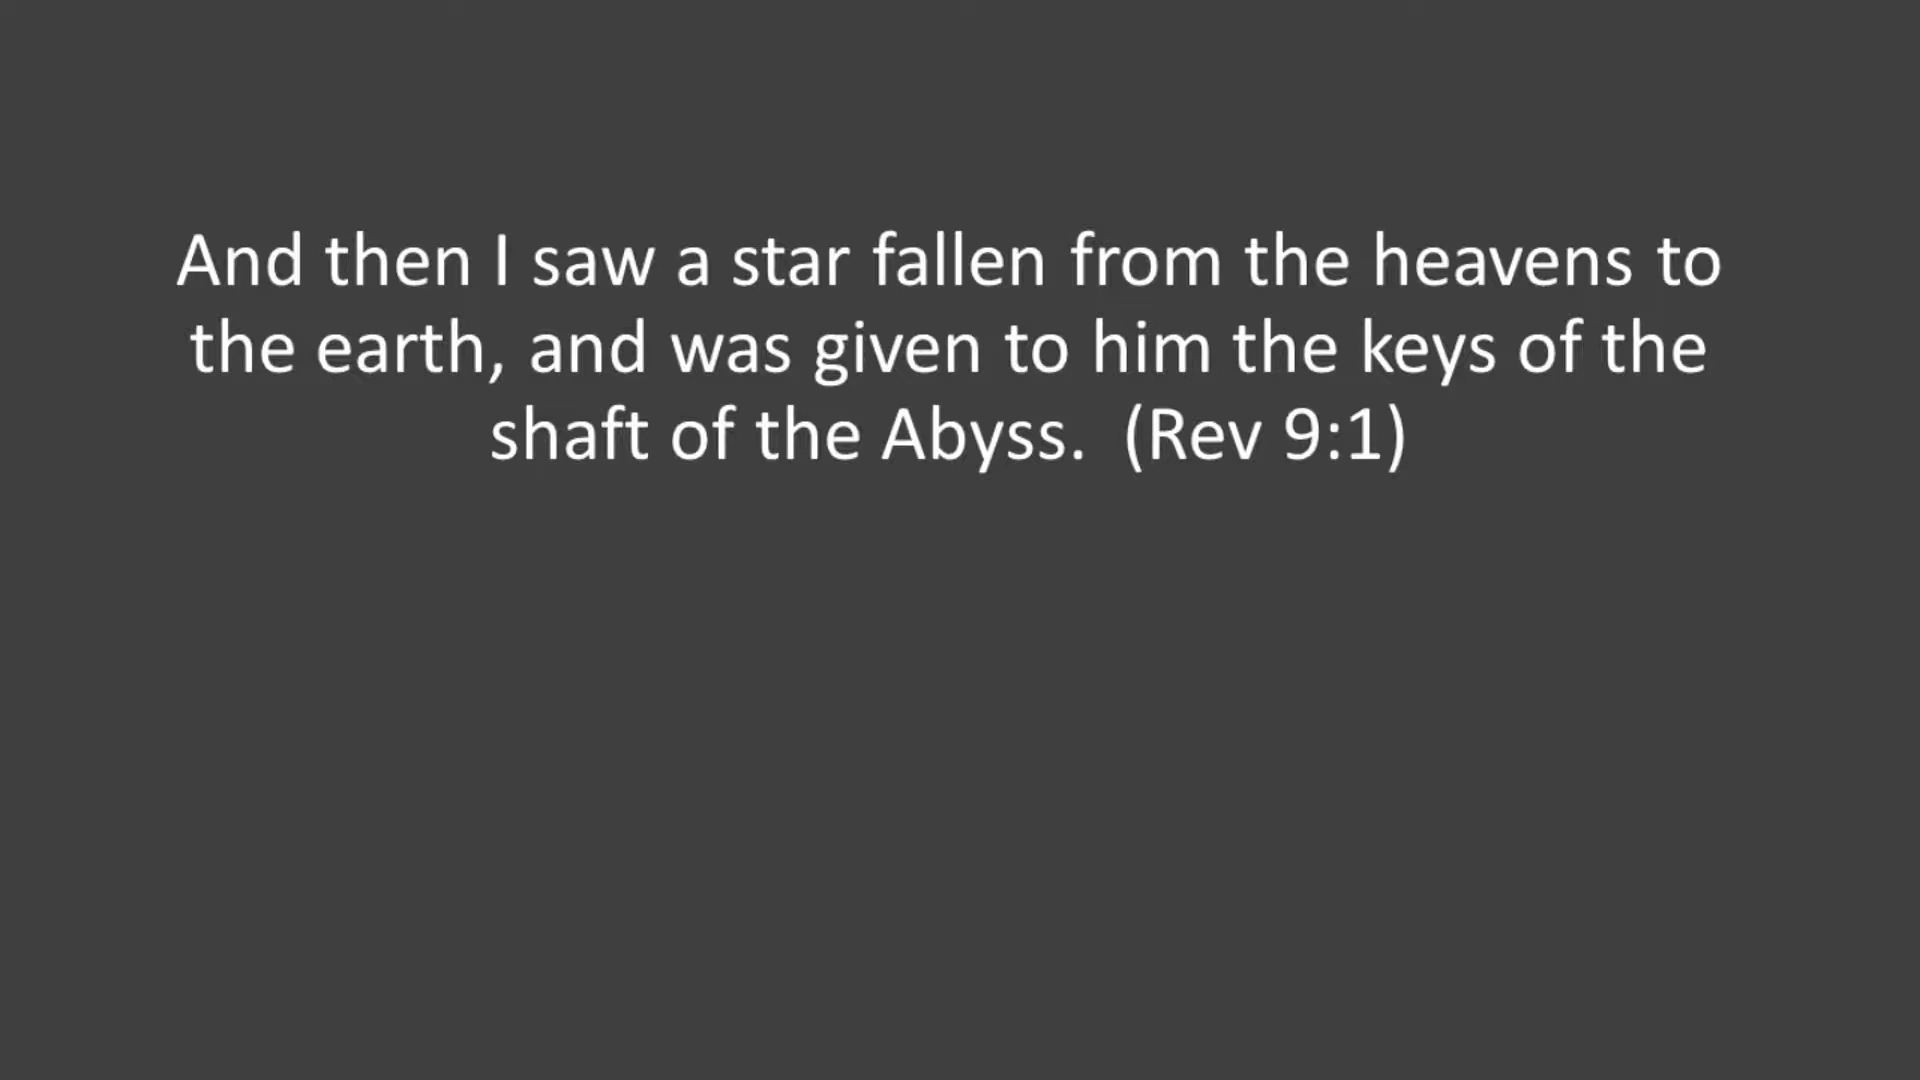 And then I saw a star fallen from the heavens to
the earth, and was given to him the keys of the
shaft of the Abyss.  (Rev 9:1)